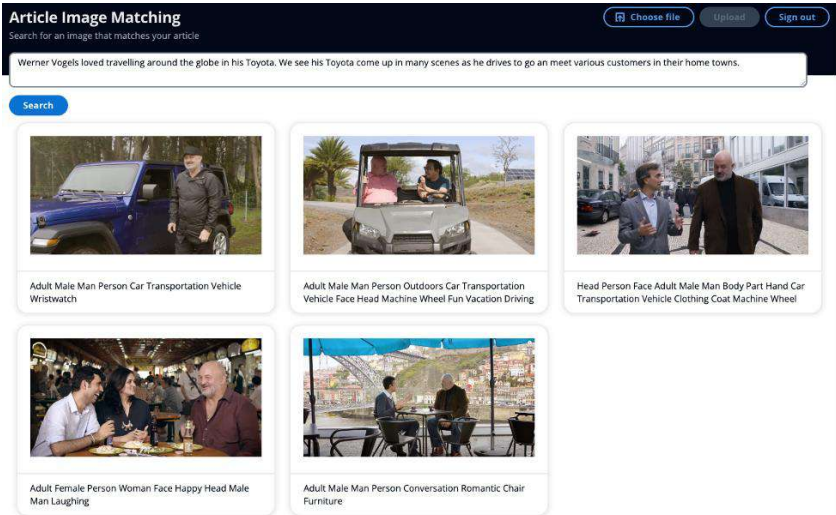 Article Image Matching
Search for an image that matches your article
Choose file
Upload
Sign out
Werner Vogels loved travelling around the globe in his Toyota. We see his Toyota come up in many scenes as he drives to go an meet various customers in their home towns.
Search
Adult Male Man Person Car Transportation Vehicle
Wristwatch
Adult Male Man Person Outdoors Car Transportation
Vehicle Face Head Machine Wheel Fun Vacation Driving
Head Person Face Adult Male Man Body Part Hand Car
Transportation Vehicle Clothing Coat Machine Wheel
Adult Female Person Woman Face Happy Head Male
Man Laughing
Adult Male Man Person Conversation Romantic Chair
Furniture